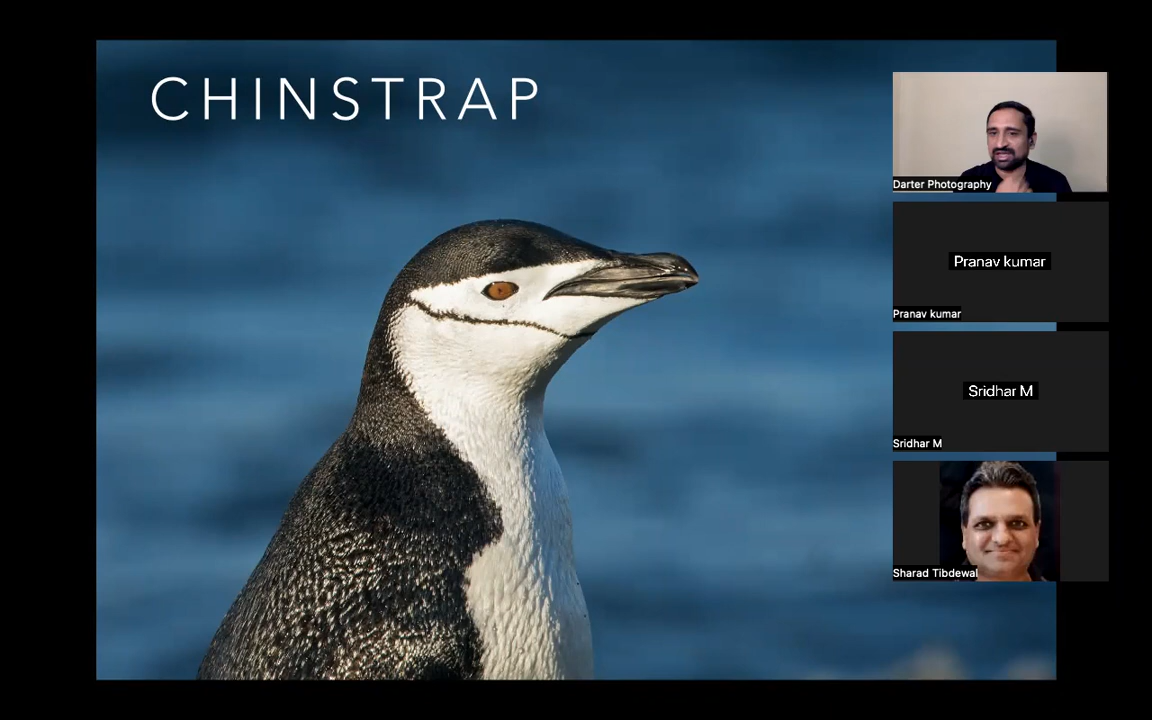 CHINSTRAP
Darter Photography
Pranav kumar
Pranav kumar
Sridhar M
Sridhar M
Sharad Tibdewal